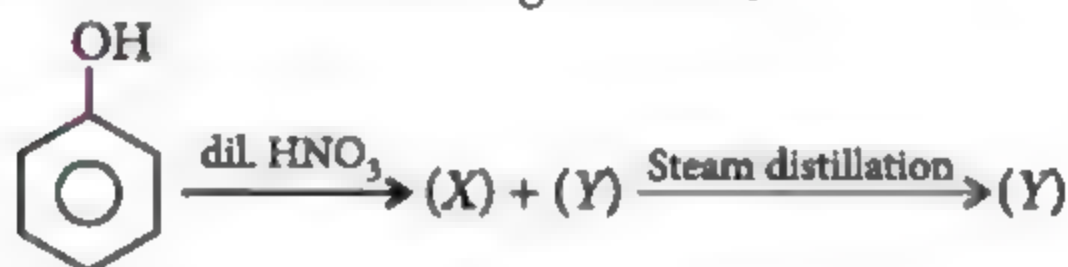 OH
dil. HNO₃ (X) + (Y) Steam distillation (Y)